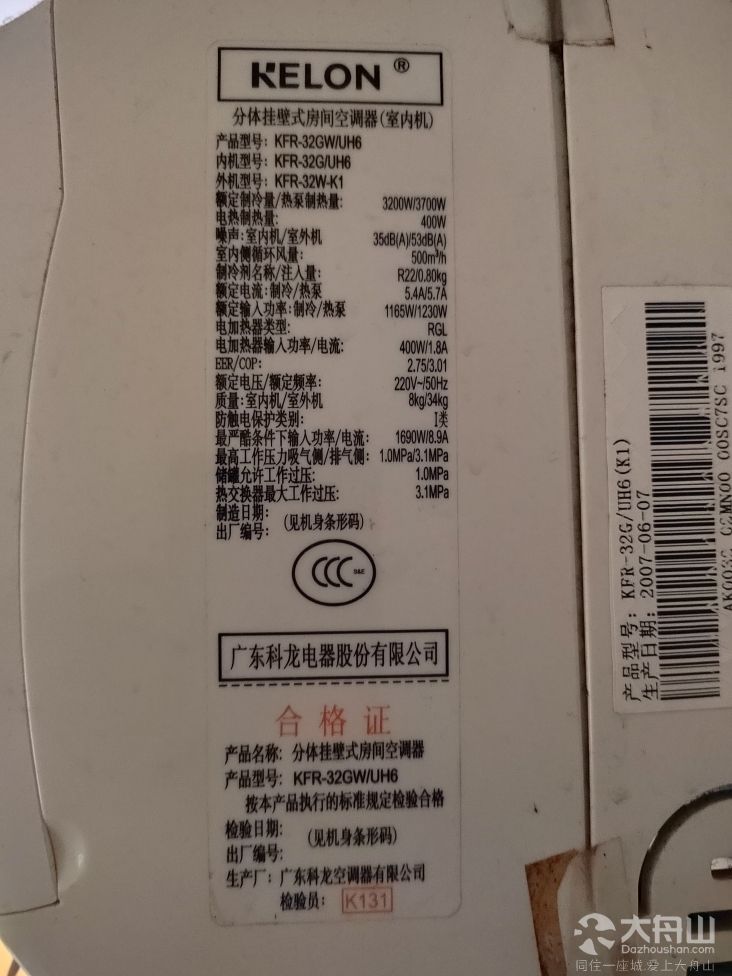 KELON ®
分体挂壁式房间空调器(室内机)
产品型号: KFR-32GW/UH6
内机型号: KFR-32G/UH6
外机型号: KFR-32W-K1
额定制冷量/热泵制热量: 3200W/3700W
电热制热量: 400W
噪声:室内机/室外机 35dB(A)/53dB(A)
室内侧循环风量: 500m³/h
制冷剂名称/注入量: R22/0.80kg
额定电流:制冷/热泵 5.4A/5.7A
额定输入功率:制冷/热泵 1165W/1230W
电加热器类型: RGL
电加热器输入功率/电流: 400W/1.8A
EER/COP: 2.75/3.01
额定电压/额定频率: 220V~/50Hz
质量:室内机/室外机 8kg/34kg
防触电保护类别: I类
最严酷条件下输入功率/电流: 1690W/8.9A
最高工作压力吸气侧/排气侧: 1.0MPa/3.1MPa
储罐允许工作过压: 1.0MPa
热交换器最大工作过压: 3.1MPa
制造日期:
出厂编号: (见机身条形码)
CCC S&E
广东科龙电器股份有限公司
合格证
产品名称: 分体挂壁式房间空调器
产品型号: KFR-32GW/UH6
按本产品执行的标准规定检验合格
检验日期:
出厂编号: (见机身条形码)
生产厂: 广东科龙空调器有限公司
检验员: K131
产品型号: KFR-32G/UH6(K1)
生产日期: 2007-06-07
00SC7SC 1997
大舟山
Dazhoushan.com
同住一座城,爱上大舟山